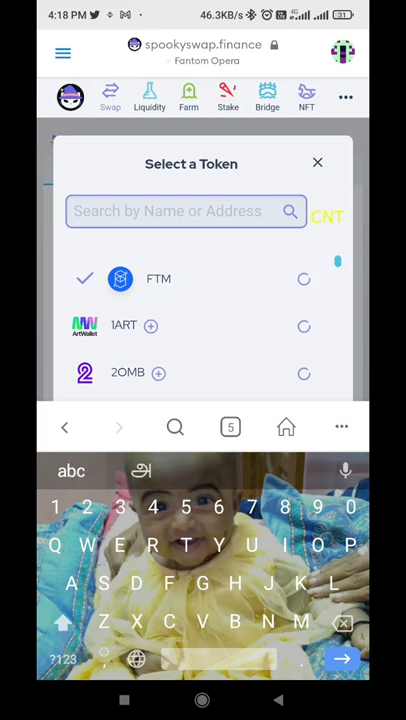 4:18 PM 46.3KB/s 4G 31
spookyswap.finance
Fantom Opera
Swap Liquidity Farm Stake Bridge NFT
Select a Token
Search by Name or Address
CNT
FTM
1ART
ArtWallet
2OMB
5
abc அ
1 2 3 4 5 6 7 8 9 0
Q W E R T Y U I O P
A S D F G H J K L
Z X C V B N M
?123 , .